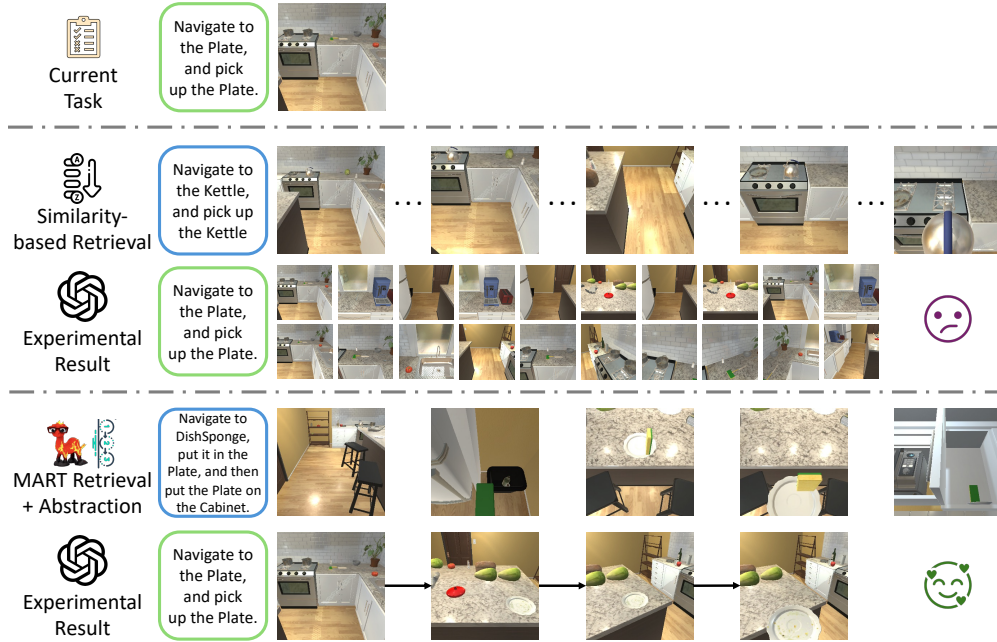 Current
Task
Navigate to
the Plate,
and pick
up the Plate.
A
Z
Similarity-
based Retrieval
Navigate to
the Kettle,
and pick up
the Kettle
...
...
...
...
Experimental
Result
Navigate to
the Plate,
and pick
up the Plate.
1
2
3
MART Retrieval
+ Abstraction
Navigate to
DishSponge,
put it in the
Plate, and then
put the Plate on
the Cabinet.
Experimental
Result
Navigate to
the Plate,
and pick
up the Plate.